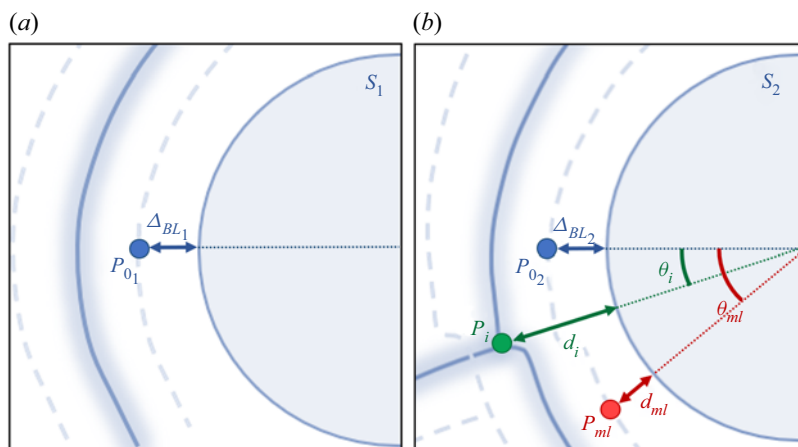 (a)
S1
ΔBL1
P01
(b)
S2
ΔBL2
P02
θi
θml
Pi
di
dml
Pml